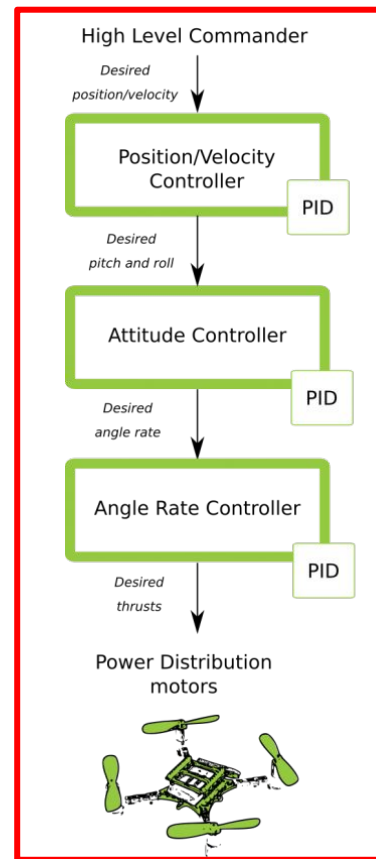 High Level Commander
Desired
position/velocity
Position/Velocity
Controller
PID
Desired
pitch and roll
Attitude Controller
PID
Desired
angle rate
Angle Rate Controller
PID
Desired
thrusts
Power Distribution
motors